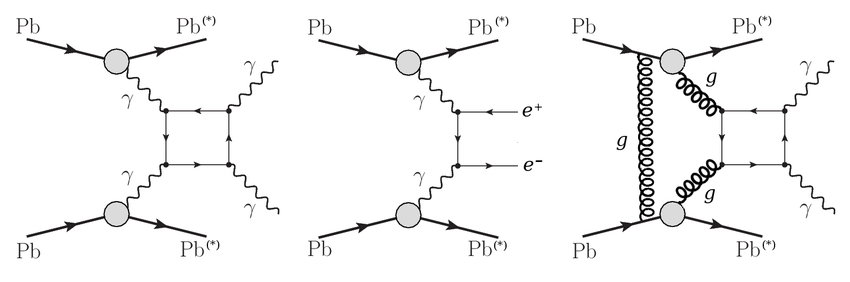 Pb Pb(*) γ γ γ γ Pb Pb(*)
Pb Pb(*) γ e+ e- γ Pb Pb(*)
Pb Pb(*) g γ g g γ Pb Pb(*)